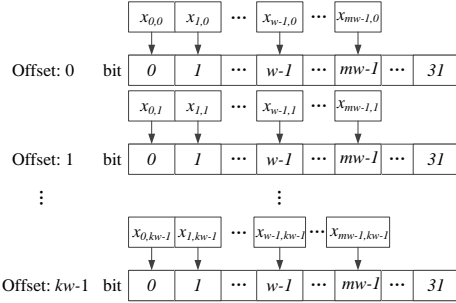 x0,0 x1,0 ··· xw-1,0 ··· xmw-1,0
Offset: 0 bit 0 1 ··· w-1 ··· mw-1 ··· 31
x0,1 x1,1 ··· xw-1,1 ··· xmw-1,1
Offset: 1 bit 0 1 ··· w-1 ··· mw-1 ··· 31
⋮ ⋮
x0,kw-1 x1,kw-1 ··· xw-1,kw-1 ··· xmw-1,kw-1
Offset: kw-1 bit 0 1 ··· w-1 ··· mw-1 ··· 31